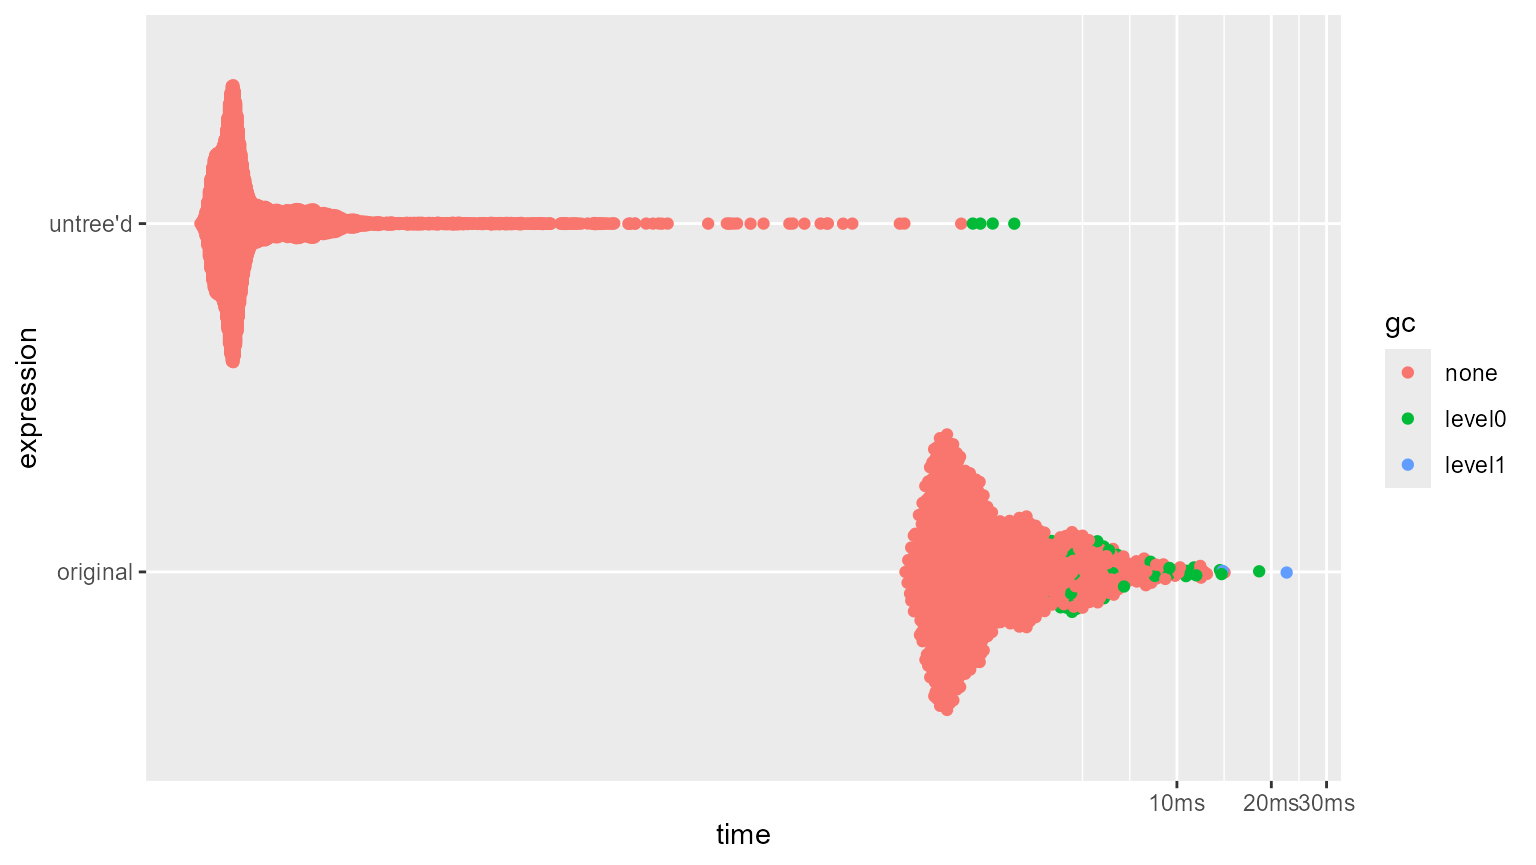 untree'd
original
expression
10ms
20ms
30ms
time
gc
none
level0
level1